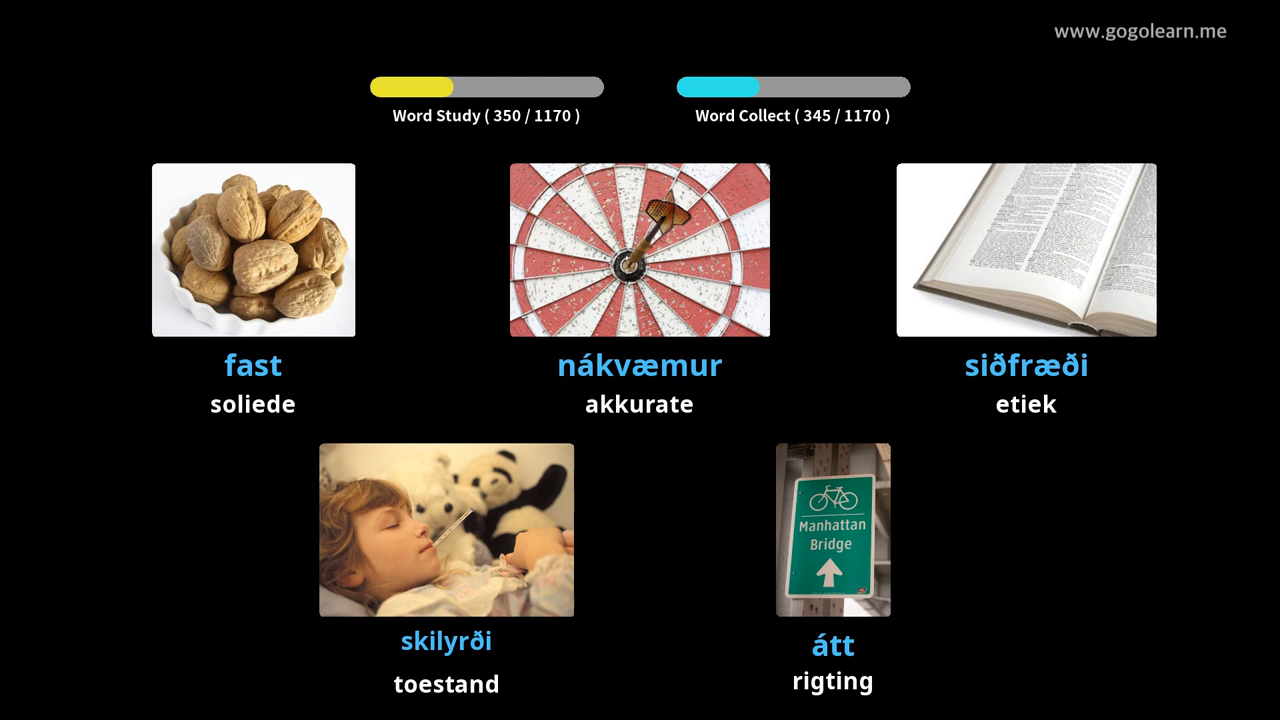 www.gogolearn.me
Word Study ( 350 / 1170 )
Word Collect ( 345 / 1170 )
fast
soliede
nákvæmur
akkurate
siðfræði
etiek
skilyrði
toestand
Manhattan
Bridge
átt
rigting